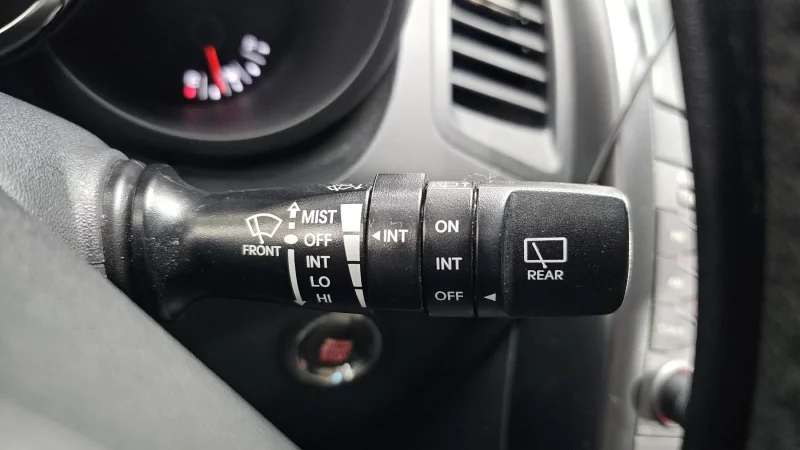 MIST
OFF
INT
LO
HI
FRONT
INT
ON
INT
OFF
REAR